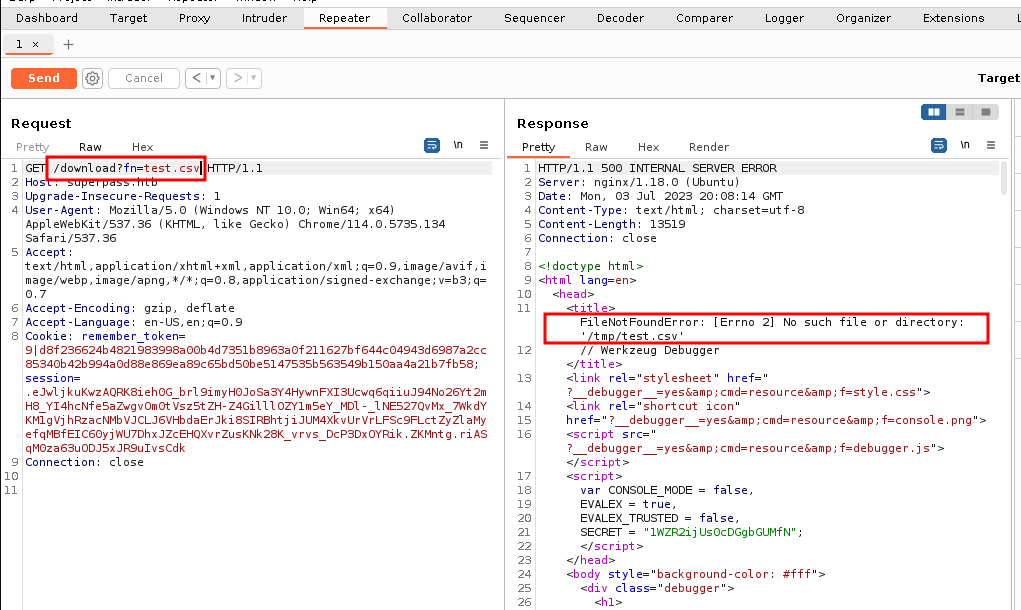 Dashboard Target Proxy Intruder Repeater Collaborator Sequencer Decoder Comparer Logger Organizer Extensions
1 × +
Send Cancel < > Target
Request
Pretty Raw Hex \n
1 GET /download?fn=test.csv HTTP/1.1
2 Host: superpass.htb
3 Upgrade-Insecure-Requests: 1
4 User-Agent: Mozilla/5.0 (Windows NT 10.0; Win64; x64)
AppleWebKit/537.36 (KHTML, like Gecko) Chrome/114.0.5735.134
Safari/537.36
5 Accept:
text/html,application/xhtml+xml,application/xml;q=0.9,image/avif,i
mage/webp,image/apng,*/*;q=0.8,application/signed-exchange;v=b3;q=
0.7
6 Accept-Encoding: gzip, deflate
7 Accept-Language: en-US,en;q=0.9
8 Cookie: remember_token=
9|d8f236624b4821983998a00b4d7351b8963a0f211627bf644c04943d6987a2cc
85340b42b994a0d88e869ea89c65bd50be5147535b563549b150aa4a21b7fb58;
session=
.eJwljkuKwzAQRK8ieh0G_brl9imyH0JoSa3Y4HywnFXI3Ucwq6qiiuJ94No26Yt2m
H8_YI4hcNfe5aZwgvOmOtVsz5tZH-Z4GilllOZY1m5eY_MDl-_lNE527QvMx_7WkdY
KM1gVjhRzacNMbVJCLJ6VHbdaErJki8SIRBhtjiJUM4XkvUrVrLFSc9FLctZyZlaMy
efqMBfEIC6OyjWU7DhxJZcEHQXvrZusKNk28K_vrvs_DcP3DxOYRik.ZKMntg.riAS
qM0za63uODJ5xJR9uIvsCdk
9 Connection: close
10
11
Response
Pretty Raw Hex Render \n
1 HTTP/1.1 500 INTERNAL SERVER ERROR
2 Server: nginx/1.18.0 (Ubuntu)
3 Date: Mon, 03 Jul 2023 20:08:14 GMT
4 Content-Type: text/html; charset=utf-8
5 Content-Length: 13519
6 Connection: close
7
8 <!doctype html>
9 <html lang=en>
10 <head>
11 <title>
FileNotFoundError: [Errno 2] No such file or directory:
'/tmp/test.csv'
12 // Werkzeug Debugger
</title>
13 <link rel="stylesheet" href="
?__debugger__=yes&amp;cmd=resource&amp;f=style.css">
14 <link rel="shortcut icon"
15 href="?__debugger__=yes&amp;cmd=resource&amp;f=console.png">
16 <script src="
?__debugger__=yes&amp;cmd=resource&amp;f=debugger.js">
</script>
17 <script>
18 var CONSOLE_MODE = false,
19 EVALEX = true,
20 EVALEX_TRUSTED = false,
21 SECRET = "1WZR2ijUs0cDGgbGUMfN";
22 </script>
23 </head>
24 <body style="background-color: #fff">
25 <div class="debugger">
26 <h1>